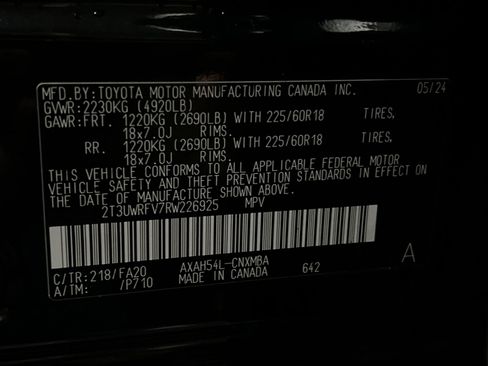 MFD.BY:TOYOTA MOTOR MANUFACTURING CANADA INC. 05/24
GVWR:2230KG (4920LB)
GAWR:FRT. 1220KG (2690LB) WITH 225/60R18 TIRES,
18x7.0J RIMS.
RR. 1220KG (2690LB) WITH 225/60R18 TIRES,
18x7.0J RIMS.
THIS VEHICLE CONFORMS TO ALL APPLICABLE FEDERAL MOTOR
VEHICLE SAFETY AND THEFT PREVENTION STANDARDS IN EFFECT ON
THE DATE OF MANUFACTURE SHOWN ABOVE.
2T3UWRFV7RW226925 MPV
A
C/TR:218/FA20 AXAH54L-CNXMBA 642
A/TM: /P710 MADE IN CANADA